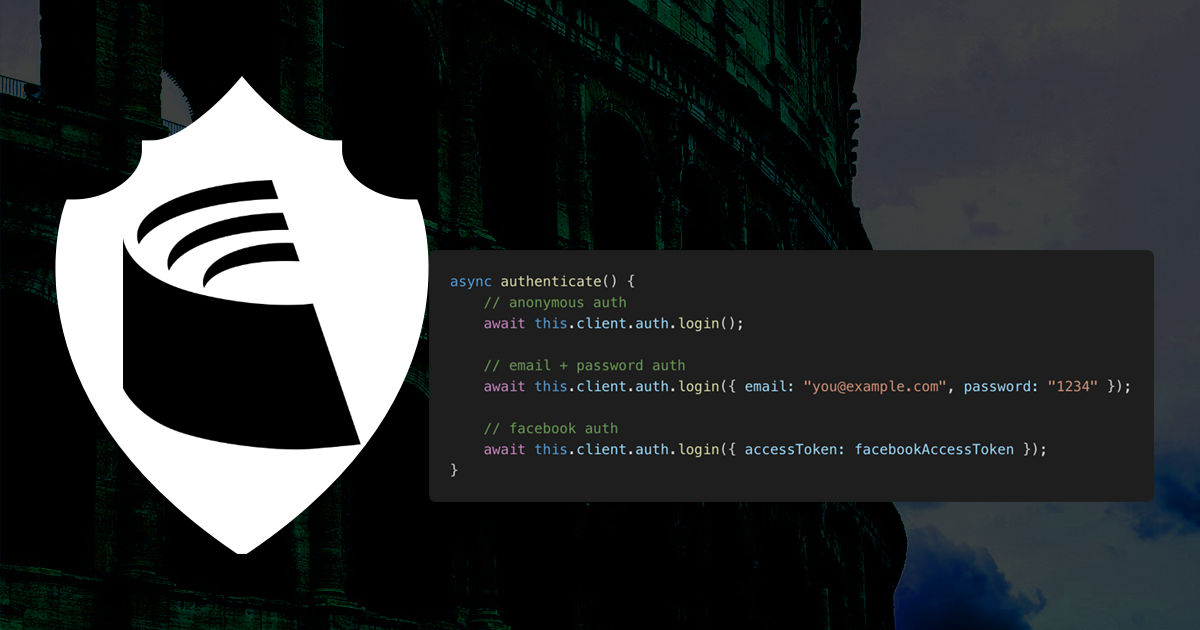 async authenticate() {
// anonymous auth
await this.client.auth.login();
// email + password auth
await this.client.auth.login({ email: "you@example.com", password: "1234" });
// facebook auth
await this.client.auth.login({ accessToken: facebookAccessToken });
}